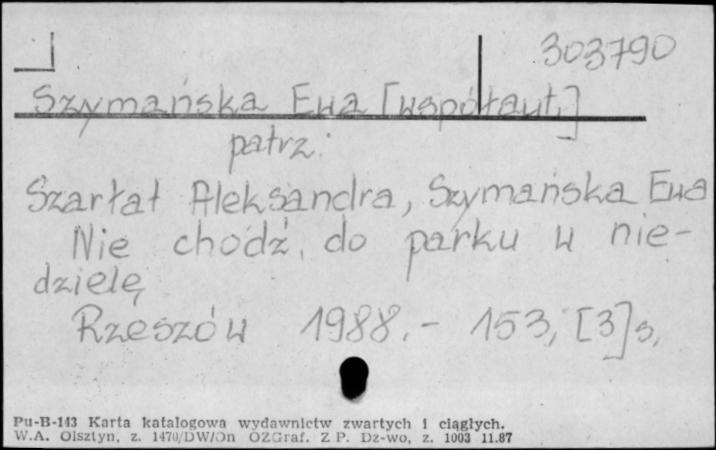 303790
Szymańska Ewa [współaut.]
patrz:
Szarłat Aleksandra, Szymańska Ewa
Nie chodź do parku w nie-
dzielę
Rzeszów 1988.- 153, [3]s,
Pu-B-143 Karta katalogowa wydawnictw zwartych i ciągłych.
W.A. Olsztyn, z. 1470/DW/On OZGraf. Z P. Dz-wo, z. 1003 11.87